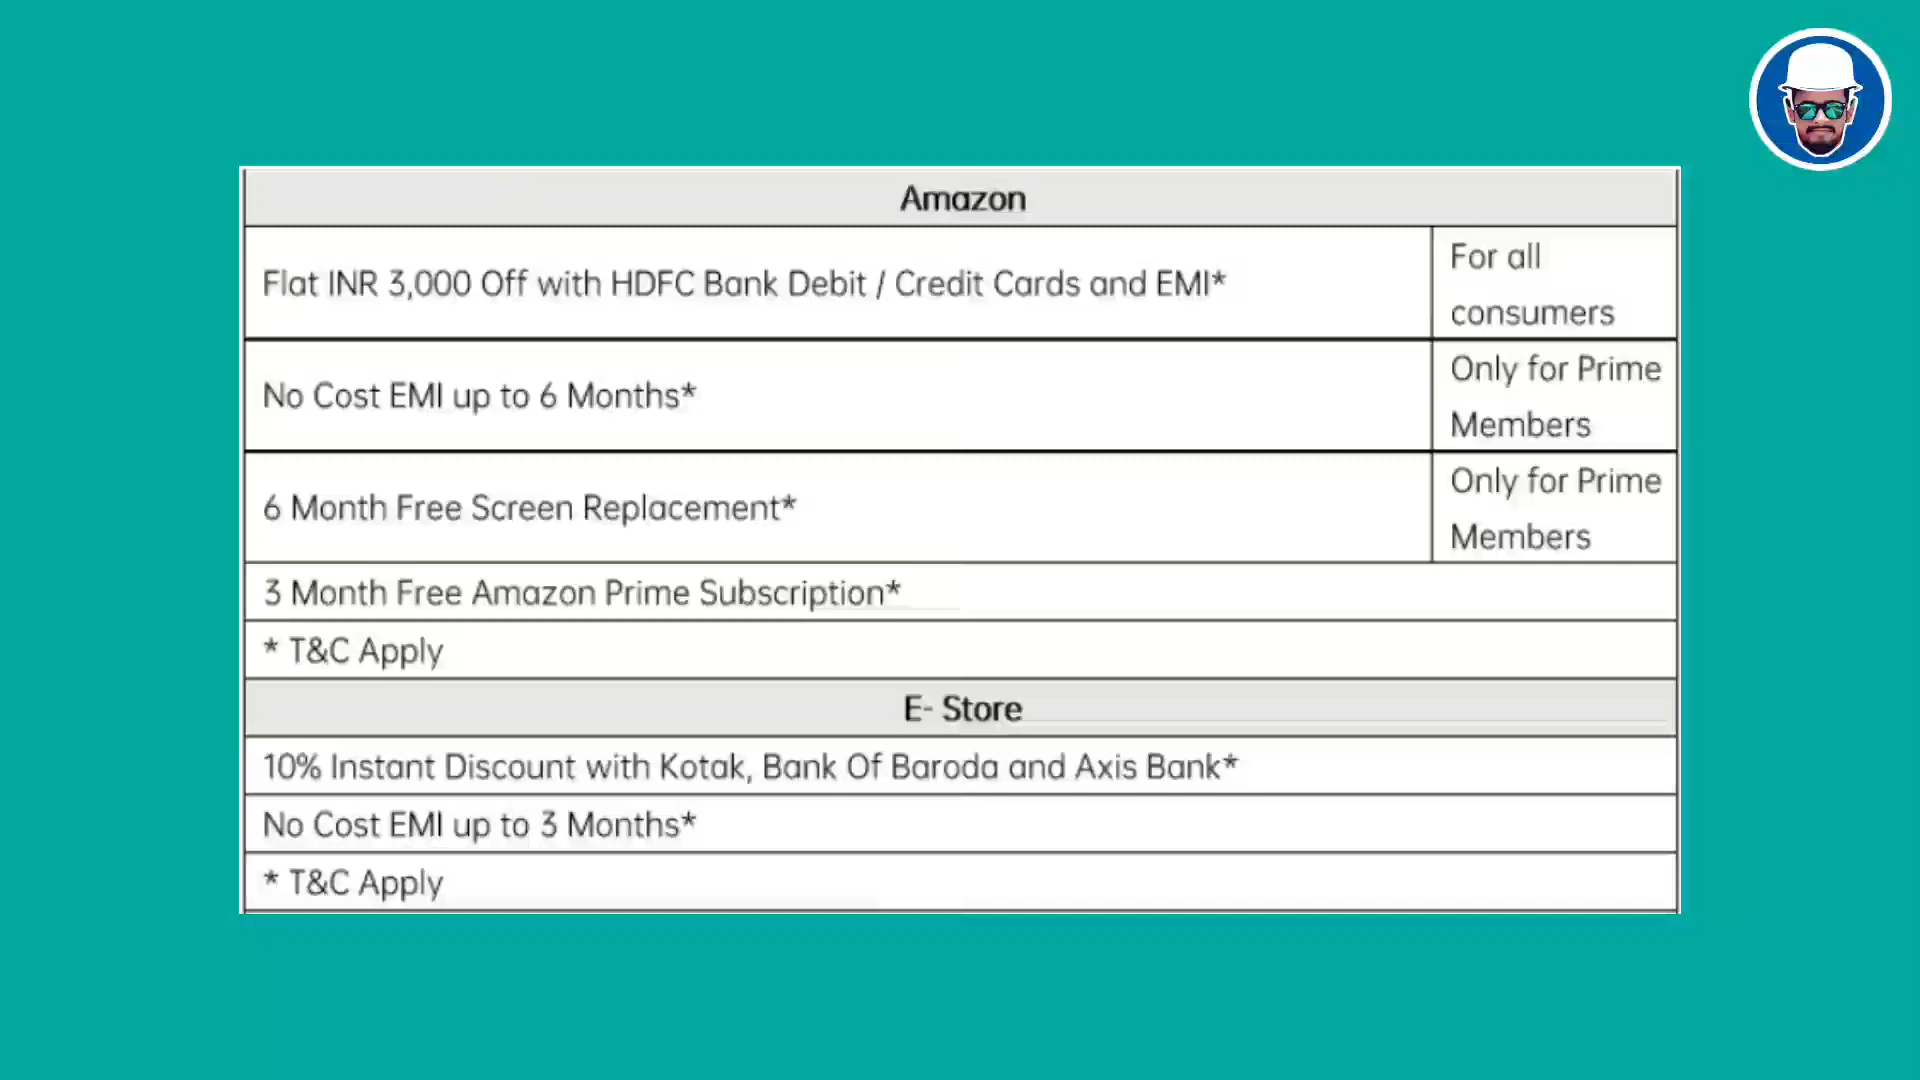 Amazon
Flat INR 3,000 Off with HDFC Bank Debit / Credit Cards and EMI*
For all
consumers
No Cost EMI up to 6 Months*
Only for Prime
Members
6 Month Free Screen Replacement*
Only for Prime
Members
3 Month Free Amazon Prime Subscription*
* T&C Apply
E- Store
10% Instant Discount with Kotak, Bank Of Baroda and Axis Bank*
No Cost EMI up to 3 Months*
* T&C Apply